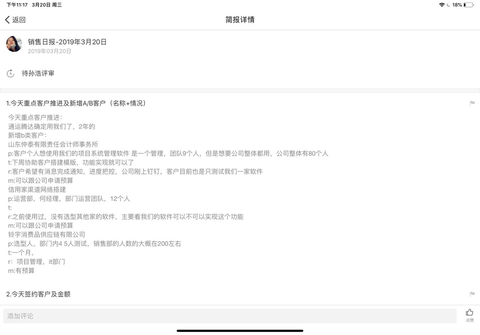 下午11:17 3月20日 周三 18%
返回 简报详情
销售日报-2019年3月20日
2019年03月20日
待孙浩评审
1.今天重点客户推进及新增A/B客户（名称+情况）
今天重点客户推进：
通运腾达确定用我们了，2年的
新增b类客户：
山东仲泰有限责任会计师事务所
p:客户个人想使用我们的项目系统管理软件 是一个管理，团队9个人，但是想要公司整体都用，公司整体有80个人
t:下周协助客户搭建模版，功能实现就可以了
r:客户希望有消息完成通知、进度把控，公司刚上钉钉，客户目前也是只测试我们一家软件
m:可以跟公司申请预算
信用家渠道网络搭建
p:运营部，何经理，部门运营团队，12个人
t:
r:之前使用过，没有选型其他家的软件，主要看我们的软件可以不可以实现这个功能
m:可以跟公司申请预算
铃宇消费品供应链有限公司
p:选型人，部门内4 5人测试，销售部的人数的大概在200左右
t:一个月，
r：项目管理，it部门
m:有预算
2.今天签约客户及金额
添加评论 点赞